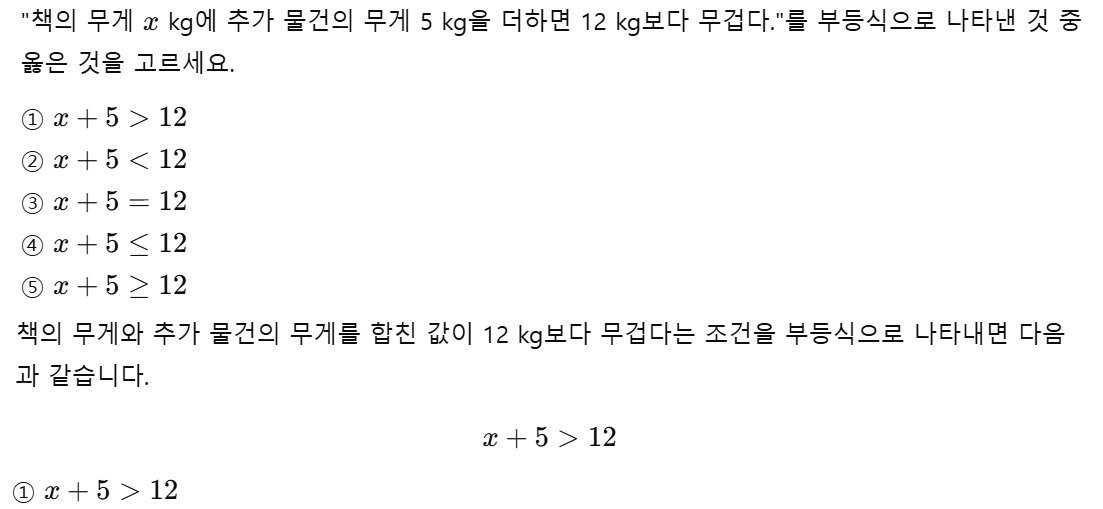 "책의 무게 x kg에 추가 물건의 무게 5 kg을 더하면 12 kg보다 무겁다."를 부등식으로 나타낸 것 중
옳은 것을 고르세요.
① x + 5 > 12
② x + 5 < 12
③ x + 5 = 12
④ x + 5 ≤ 12
⑤ x + 5 ≥ 12
책의 무게와 추가 물건의 무게를 합친 값이 12 kg보다 무겁다는 조건을 부등식으로 나타내면 다음
과 같습니다.
x + 5 > 12
① x + 5 > 12